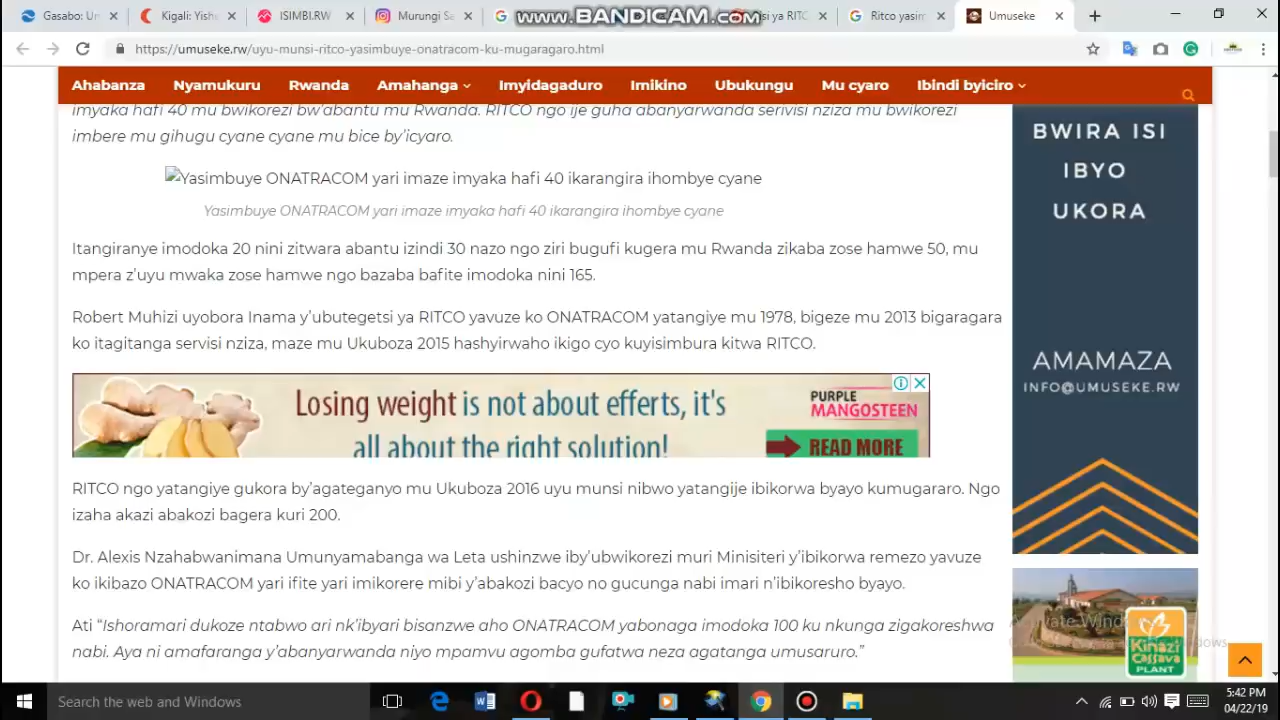 Gasabo: U
Kigali: Yishw
ISIMBI.RW
Murungi Sa
www.BANDICAM.com
si ya RITC
Ritco yasim
Umuseke
https://umuseke.rw/uyu-munsi-ritco-yasimbuye-onatracom-ku-mugaragaro.html
Ahabanza Nyamukuru Rwanda Amahanga Imyidagaduro Imikino Ubukungu Mu cyaro Ibindi byiciro
imyaka hafi 40 mu bwikorezi bw'abantu mu Rwanda. RITCO ngo ije guha abanyarwanda serivisi nziza mu bwikorezi
imbere mu gihugu cyane cyane mu bice by'icyaro.
Yasimbuye ONATRACOM yari imaze imyaka hafi 40 ikarangira ihombye cyane
Yasimbuye ONATRACOM yari imaze imyaka hafi 40 ikarangira ihombye cyane
Itangiranye imodoka 20 nini zitwara abantu izindi 30 nazo ngo ziri bugufi kugera mu Rwanda zikaba zose hamwe 50, mu
mpera z'uyu mwaka zose hamwe ngo bazaba bafite imodoka nini 165.
Robert Muhizi uyobora Inama y'ubutegetsi ya RITCO yavuze ko ONATRACOM yatangiye mu 1978, bigeze mu 2013 bigaragara
ko itagitanga servisi nziza, maze mu Ukuboza 2015 hashyirwaho ikigo cyo kuyisimbura kitwa RITCO.
Losing weight is not about efferts, it's
all about the right solution!
PURPLE
MANGOSTEEN
READ MORE
RITCO ngo yatangiye gukora by'agateganyo mu Ukuboza 2016 uyu munsi nibwo yatangije ibikorwa byayo kumugararo. Ngo
izaha akazi abakozi bagera kuri 200.
Dr. Alexis Nzahabwanimana Umunyamabanga wa Leta ushinzwe iby'ubwikorezi muri Minisiteri y'ibikorwa remezo yavuze
ko ikibazo ONATRACOM yari ifite yari imikorere mibi y'abakozi bacyo no gucunga nabi imari n'ibikoresho byayo.
Ati “Ishoramari dukoze ntabwo ari nk'ibyari bisanzwe aho ONATRACOM yabonaga imodoka 100 ku nkunga zigakoreshwa
nabi. Aya ni amafaranga y'abanyarwanda niyo mpamvu agomba gufatwa neza agatanga umusaruro.”
BWIRA ISI
IBYO
UKORA
AMAMAZA
INFO@UMUSEKE.RW
Kinazi
Cassava
PLANT
Search the web and Windows
5:42 PM
04/22/19